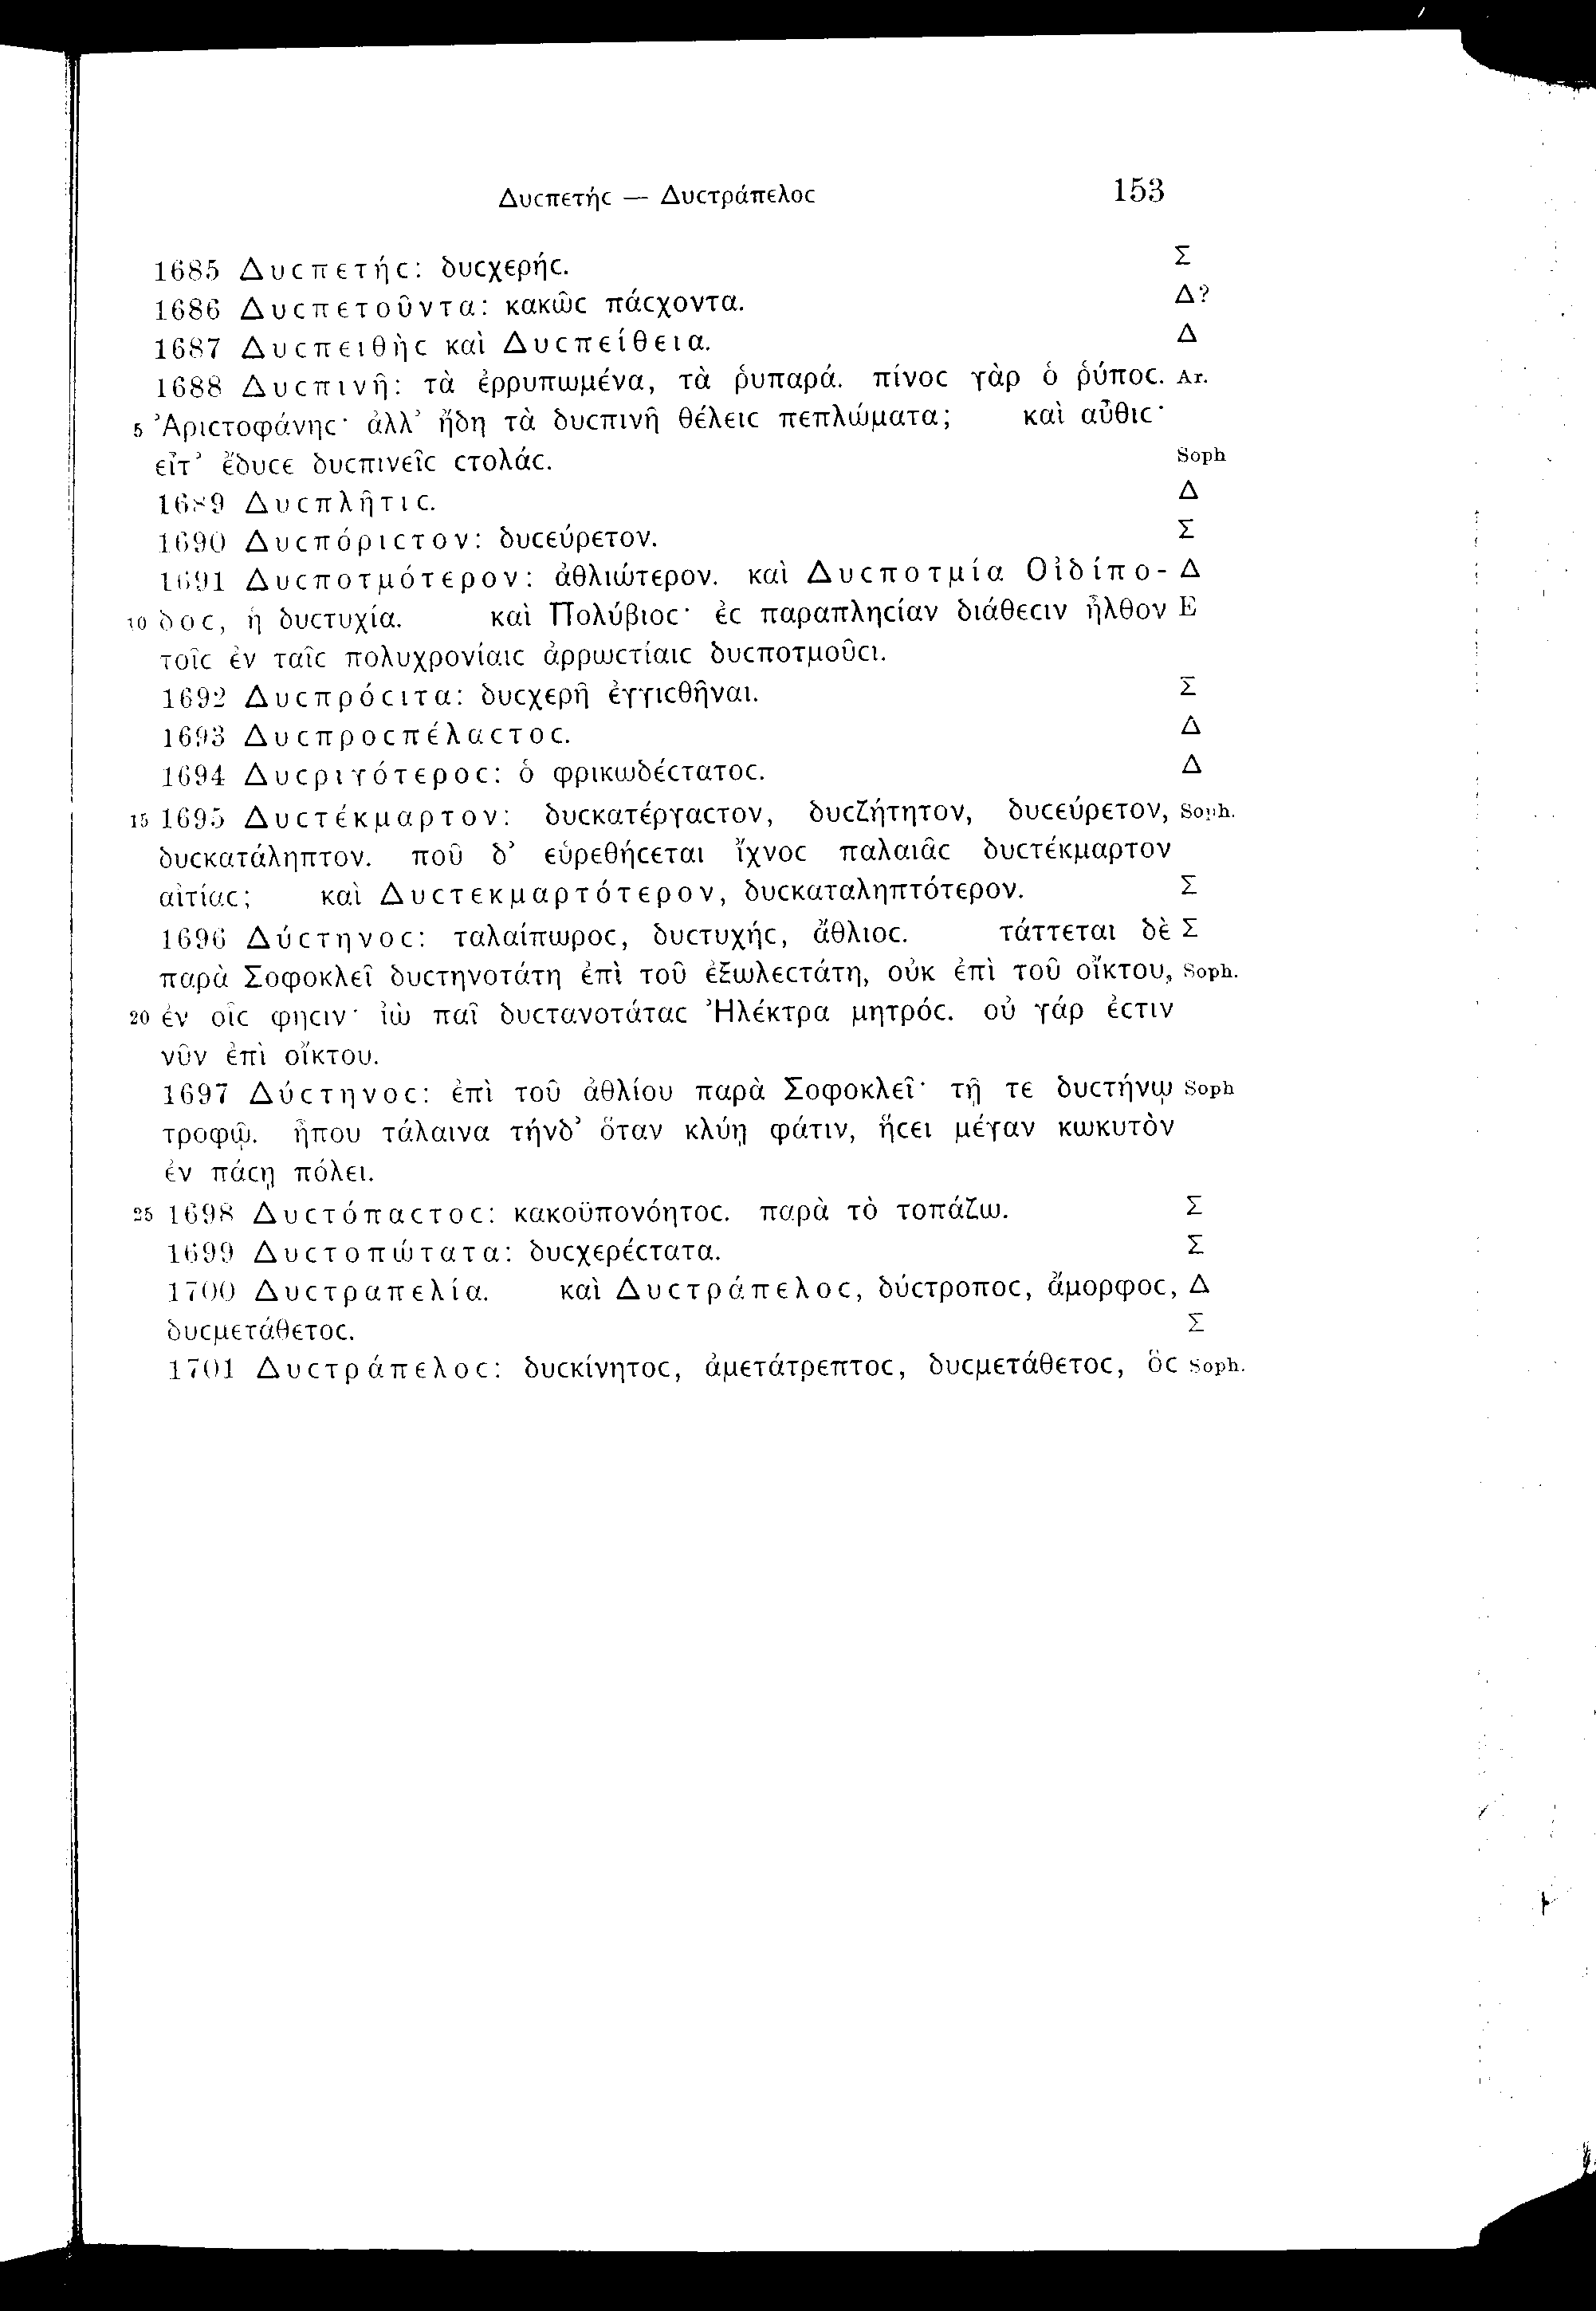 Δυςπετής — Δυςτράπελος 153
1685 Δυςπετής: δυςχερής. Σ
1686 Δυςπετοῦντα: κακῶς πάςχοντα. Δ?
1687 Δυςπειθὴς καὶ Δυςπείθεια. Δ
1688 Δυςπινῆ: τὰ ἐρρυπωμένα, τὰ ῥυπαρά. πίνος γὰρ ὁ ῥύπος. Ar.
5 Ἀριςτοφάνης· ἀλλ' ἤδη τὰ δυςπινῆ θέλεις πεπλώματα; καὶ αὖθις·
εἶτ' ἔδυςε δυςπινεῖς ςτολάς. Soph
1689 Δυςπλῆτις. Δ
1690 Δυςπόριςτον: δυςεύρετον. Σ
1691 Δυςποτμότερον: ἀθλιώτερον. καὶ Δυςποτμία Οἰδίπο- Δ
10 δος, ἡ δυςτυχία. καὶ Πολύβιος· ἐς παραπληςίαν διάθεςιν ἦλθον Ε
τοῖς ἐν ταῖς πολυχρονίαις ἀρρωςτίαις δυςποτμοῦςι.
1692 Δυςπρόςιτα: δυςχερῆ ἐγγιςθῆναι. Σ
1693 Δυςπροςπέλαςτος. Δ
1694 Δυςριγότερος: ὁ φρικωδέςτατος. Δ
15 1695 Δυςτέκμαρτον: δυςκατέργαςτον, δυςζήτητον, δυςεύρετον, Soph.
δυςκατάληπτον. ποῦ δ' εὑρεθήςεται ἴχνος παλαιᾶς δυςτέκμαρτον
αἰτίας; καὶ Δυςτεκμαρτότερον, δυςκαταληπτότερον. Σ
1696 Δύςτηνος: ταλαίπωρος, δυςτυχής, ἄθλιος. τάττεται δὲ Σ
παρὰ Σοφοκλεῖ δυςτηνοτάτη ἐπὶ τοῦ ἐξωλεςτάτη, οὐκ ἐπὶ τοῦ οἴκτου, Soph.
20 ἐν οἷς φηςιν· ἰὼ παῖ δυςτανοτάτας Ἠλέκτρα μητρός. οὐ γάρ ἐςτιν
νῦν ἐπὶ οἴκτου.
1697 Δύςτηνος: ἐπὶ τοῦ ἀθλίου παρὰ Σοφοκλεῖ· τῇ τε δυςτήνῳ Soph
τροφῷ. ἦπου τάλαινα τήνδ' ὅταν κλύῃ φάτιν, ἥςει μέγαν κωκυτὸν
ἐν πάςῃ πόλει.
25 1698 Δυςτόπαςτος: κακοϋπονόητος. παρὰ τὸ τοπάζω. Σ
1699 Δυςτοπώτατα: δυςχερέςτατα. Σ
1700 Δυςτραπελία. καὶ Δυςτράπελος, δύςτροπος, ἄμορφος, Δ
δυςμετάθετος. Σ
1701 Δυςτράπελος: δυςκίνητος, ἀμετάτρεπτος, δυςμετάθετος, ὃς Soph.